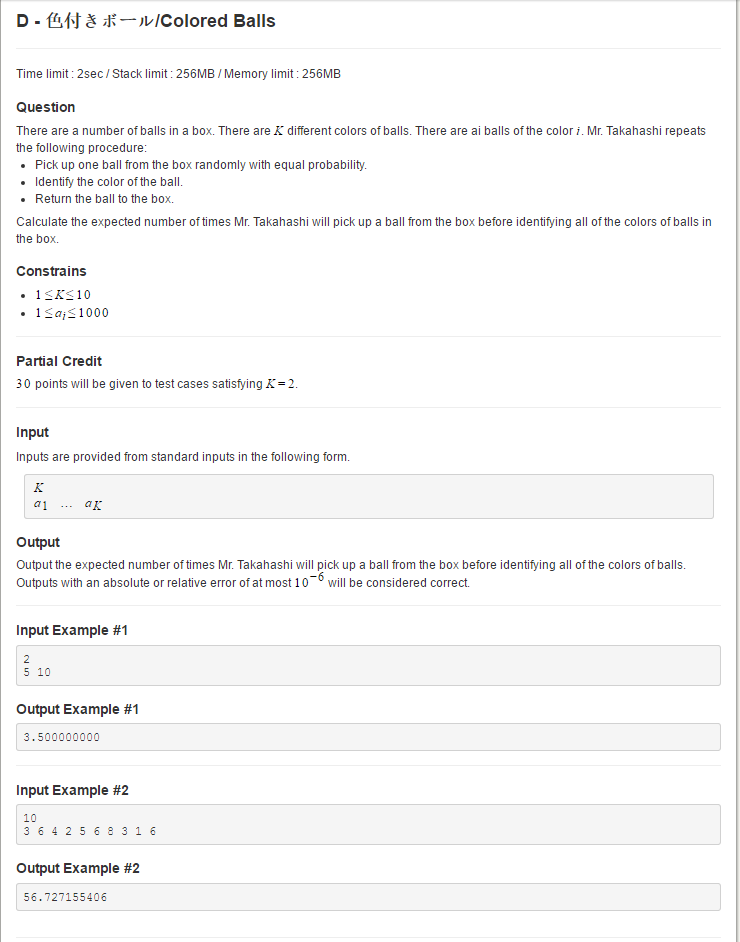 D - 色付きボール/Colored Balls
Time limit : 2sec / Stack limit : 256MB / Memory limit : 256MB
Question
There are a number of balls in a box. There are K different colors of balls. There are ai balls of the color i. Mr. Takahashi repeats
the following procedure:
• Pick up one ball from the box randomly with equal probability.
• Identify the color of the ball.
• Return the ball to the box.
Calculate the expected number of times Mr. Takahashi will pick up a ball from the box before identifying all of the colors of balls in
the box.
Constrains
• 1≤K≤10
• 1≤a_i≤1000
Partial Credit
30 points will be given to test cases satisfying K=2.
Input
Inputs are provided from standard inputs in the following form.
K
a_1 … a_K
Output
Output the expected number of times Mr. Takahashi will pick up a ball from the box before identifying all of the colors of balls.
Outputs with an absolute or relative error of at most 10^−6 will be considered correct.
Input Example #1
2
5 10
Output Example #1
3.500000000
Input Example #2
10
3 6 4 2 5 6 8 3 1 6
Output Example #2
56.727155406